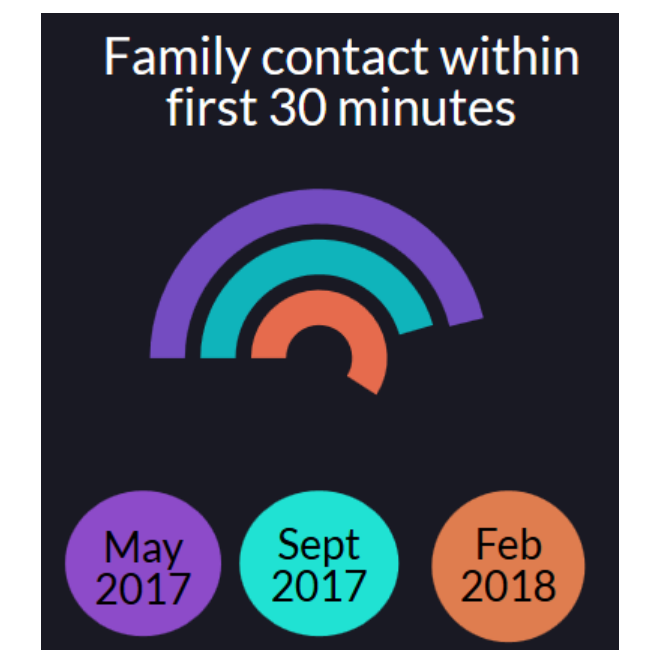 Family contact within
first 30 minutes
May
2017
Sept
2017
Feb
2018